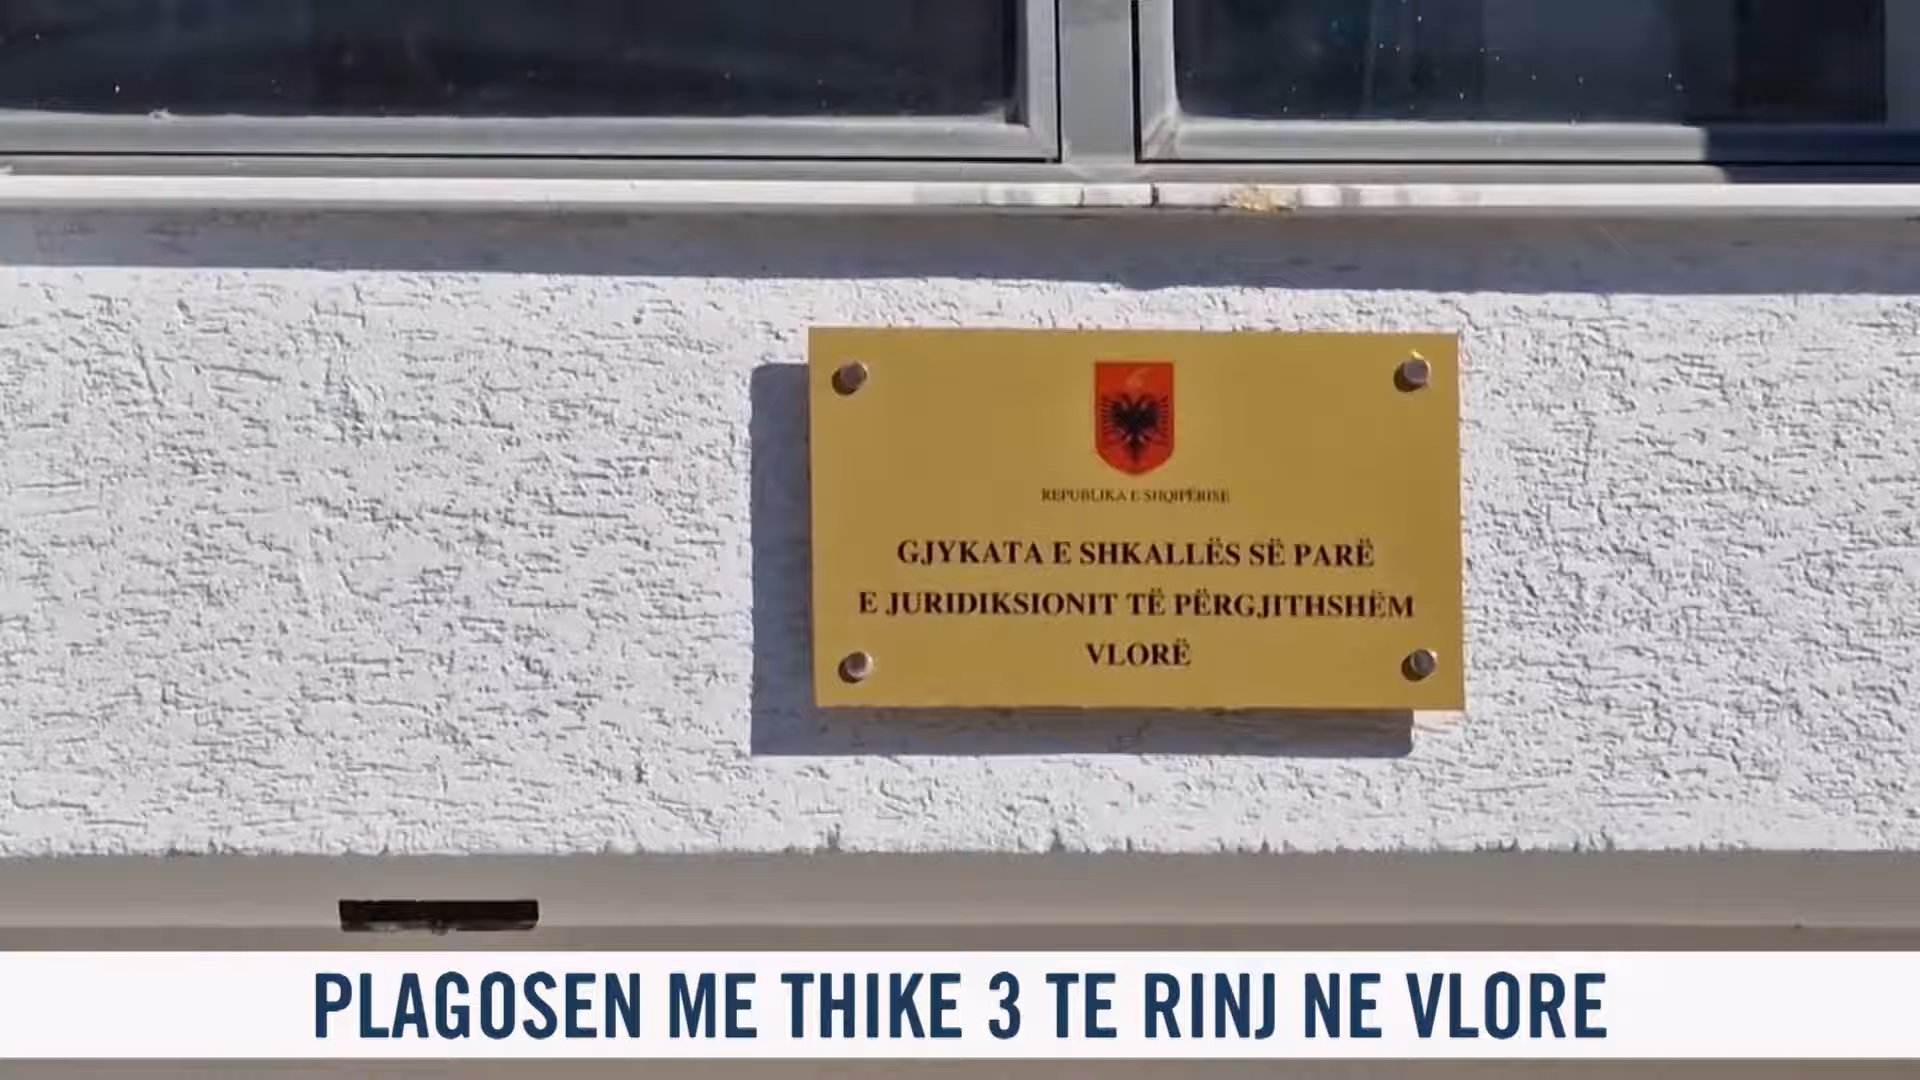 REPUBLIKA E SHQIPËRISË
GJYKATA E SHKALLËS SË PARË
E JURIDIKSIONIT TË PËRGJITHSHËM
VLORË
PLAGOSEN ME THIKE 3 TE RINJ NE VLORE